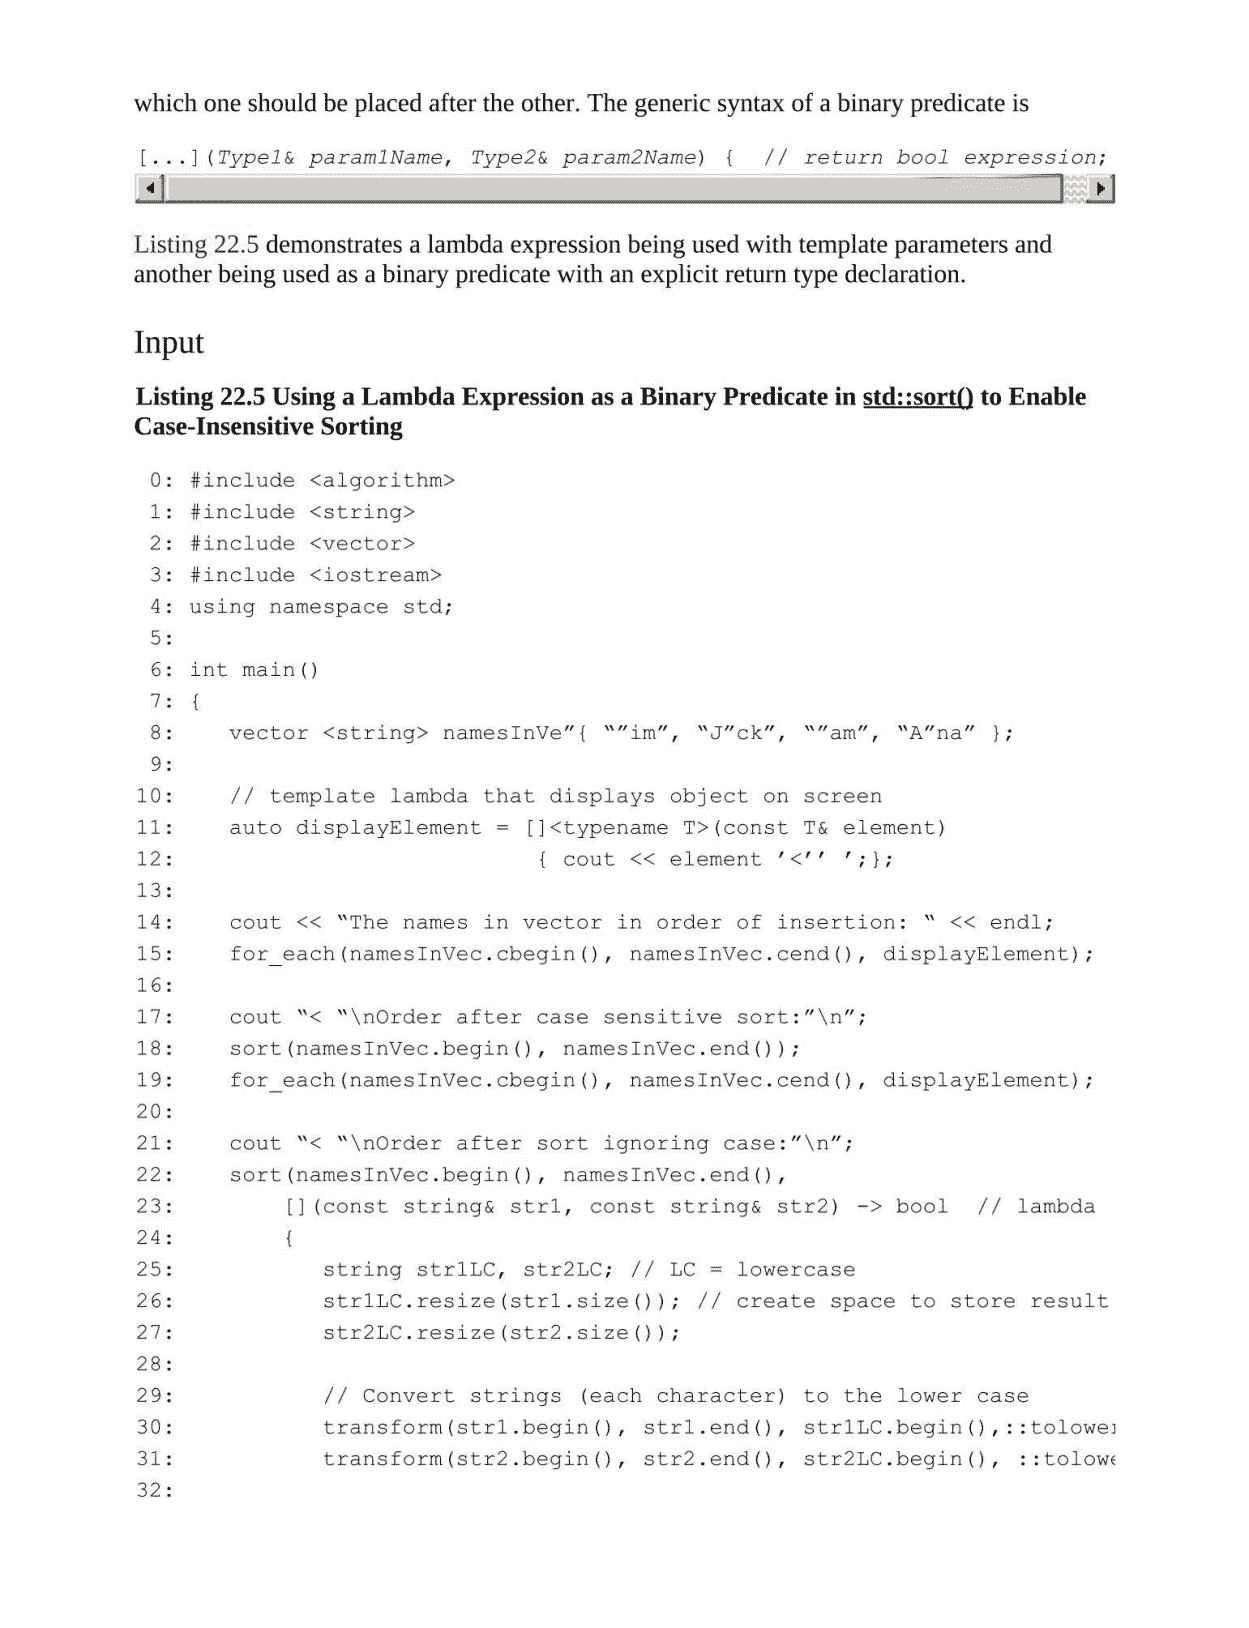 which one should be placed after the other. The generic syntax of a binary predicate is
[...](Type1& param1Name, Type2& param2Name) {  // return bool expression;
Listing 22.5 demonstrates a lambda expression being used with template parameters and
another being used as a binary predicate with an explicit return type declaration.
Input
Listing 22.5 Using a Lambda Expression as a Binary Predicate in std::sort() to Enable
Case-Insensitive Sorting
0: #include <algorithm>
1: #include <string>
2: #include <vector>
3: #include <iostream>
4: using namespace std;
5:
6: int main()
7: {
8:    vector <string> namesInVe”{ “”im”, “J”ck”, “”am”, “A”na” };
9:
10:    // template lambda that displays object on screen
11:    auto displayElement = []<typename T>(const T& element)
12:                           { cout << element ’<’’ ’;};
13:
14:    cout << “The names in vector in order of insertion: “ << endl;
15:    for_each(namesInVec.cbegin(), namesInVec.cend(), displayElement);
16:
17:    cout “< “\nOrder after case sensitive sort:”\n”;
18:    sort(namesInVec.begin(), namesInVec.end());
19:    for_each(namesInVec.cbegin(), namesInVec.cend(), displayElement);
20:
21:    cout “< “\nOrder after sort ignoring case:”\n”;
22:    sort(namesInVec.begin(), namesInVec.end(),
23:        [](const string& str1, const string& str2) -> bool  // lambda
24:        {
25:           string str1LC, str2LC; // LC = lowercase
26:           str1LC.resize(str1.size()); // create space to store result
27:           str2LC.resize(str2.size());
28:
29:           // Convert strings (each character) to the lower case
30:           transform(str1.begin(), str1.end(), str1LC.begin(),::tolower
31:           transform(str2.begin(), str2.end(), str2LC.begin(), ::tolowe
32: